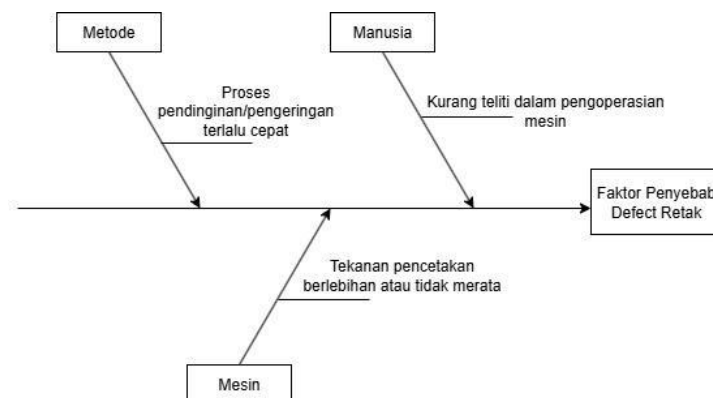 Metode
Manusia
Proses
pendinginan/pengeringan
terlalu cepat
Kurang teliti dalam pengoperasian
mesin
Faktor Penyebab
Defect Retak
Tekanan pencetakan
berlebihan atau tidak merata
Mesin